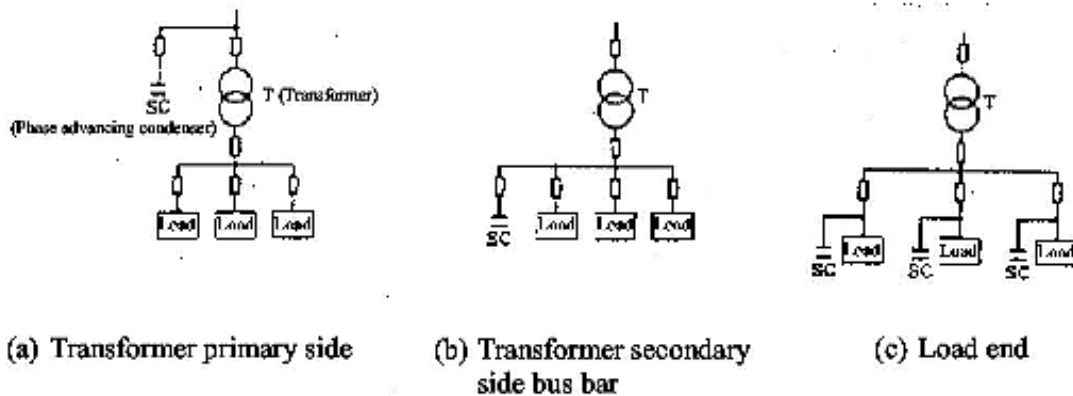 T (Transformer)
SC
(Phase advancing condenser)
Load Load Load
(a) Transformer primary side
T
SC
Load Load Load
(b) Transformer secondary
side bus bar
T
SC Load SC Load SC Load
(c) Load end